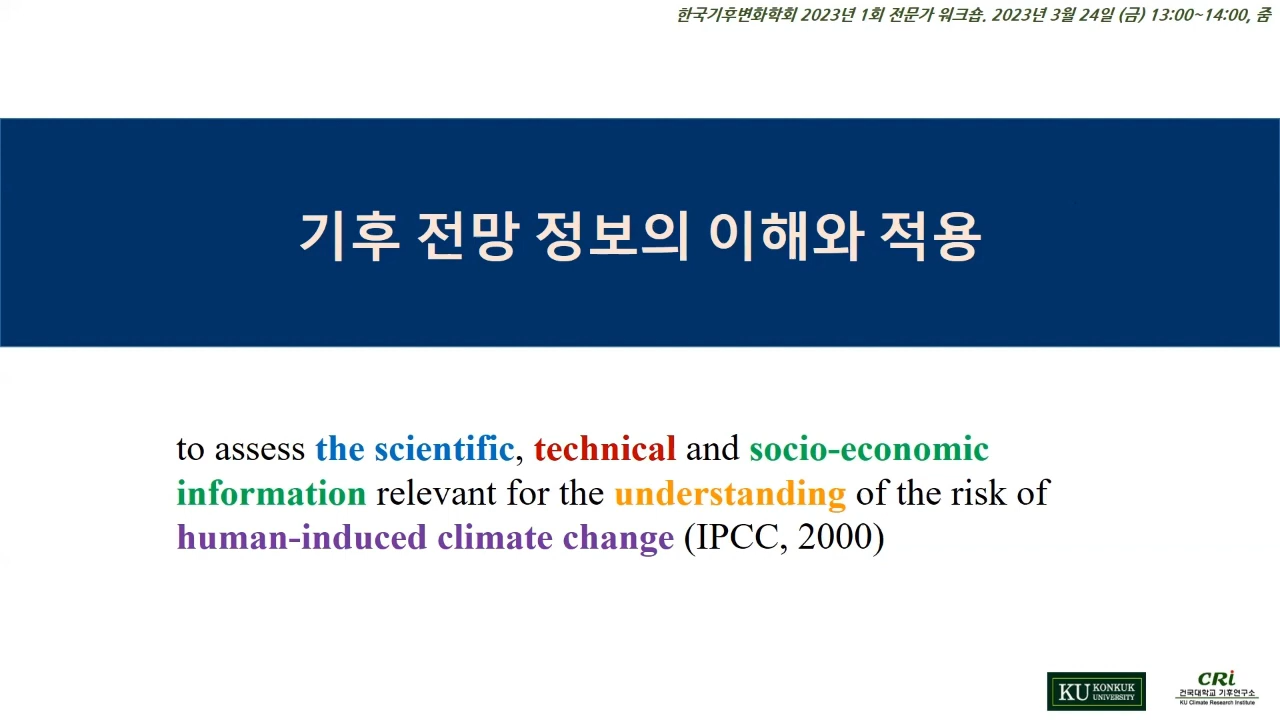 한국기후변화학회 2023년 1회 전문가 워크숍. 2023년 3월 24일 (금) 13:00~14:00, 줌
기후 전망 정보의 이해와 적용
to assess the scientific, technical and socio-economic
information relevant for the understanding of the risk of
human-induced climate change (IPCC, 2000)
KU KONKUK
UNIVERSITY
CRi
건국대학교 기후연구소
KU Climate Research Institute